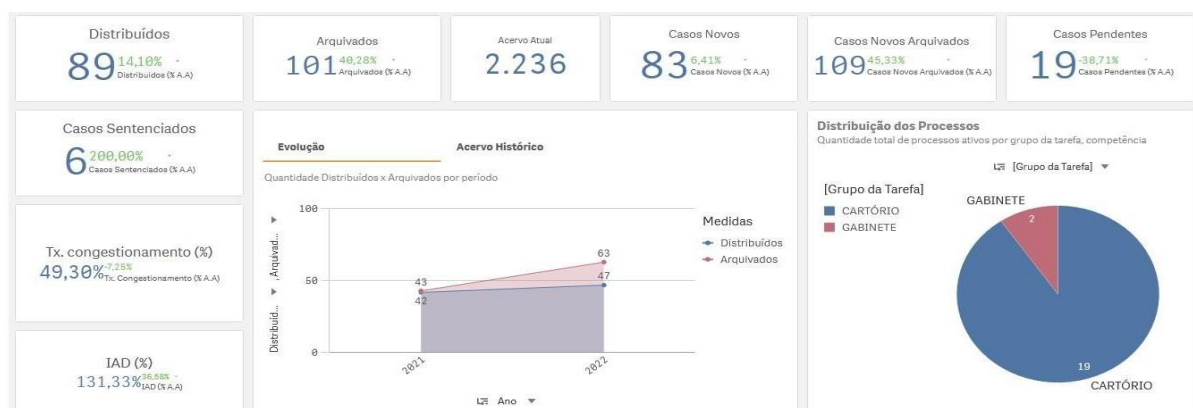 Distribuídos
89 14,10% -
Distribuidos (% A.A)
Arquivados
101 40,28% -
Arquivados (% A.A)
Acervo Atual
2.236
Casos Novos
83 6,41% -
Casos Novos (% A.A)
Casos Novos Arquivados
109 45,33% -
Casos Novos Arquivados (% A.A)
Casos Pendentes
19 -38,71% -
Casos Pendentes (% A.A)
Casos Sentenciados
6 200,00% -
Casos Sentenciados (% A.A)
Tx. congestionamento (%)
49,30% -7,25%
Tx. Congestionamento (% A.A)
IAD (%)
131,33% 36,58% -
IAD (% A.A)
Evolução
Acervo Histórico
Quantidade Distribuídos x Arquivados por período
Distribuíd...
, Arquivad...
100
50
0
43
42
63
47
2021
2022
Ano
Medidas
Distribuídos
Arquivados
Distribuição dos Processos
Quantidade total de processos ativos por grupo da tarefa, competência
[Grupo da Tarefa]
[Grupo da Tarefa]
CARTÓRIO
GABINETE
GABINETE
2
19
CARTÓRIO